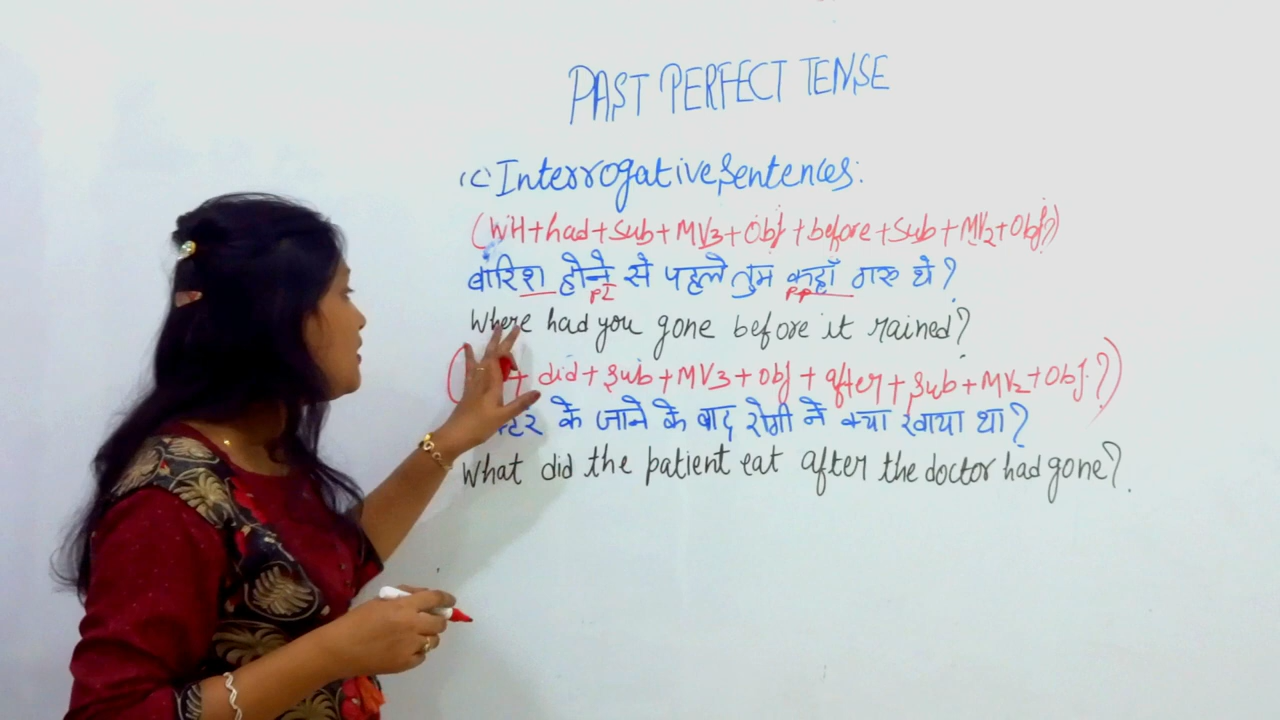 PAST PERFECT TENSE
(C) Interrogative Sentences:
(WH+had+Sub+MV3+Obj+before+Sub+MV2+Obj?)
बारिश होने से पहले तुम कहाँ गए थे?
PI PP
Where had you gone before it rained?
( + did + Sub + MV3 + Obj + after + Sub + MV2 + Obj.?)
के जाने के बाद रोगी ने क्या खाया था?
What did the patient eat after the doctor had gone?